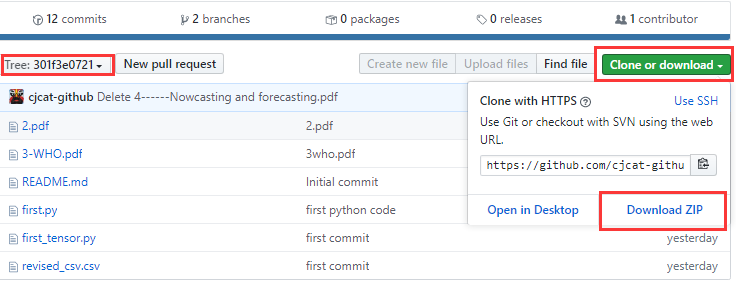 12 commits 2 branches 0 packages 0 releases 1 contributor
Tree: 301f3e0721 New pull request Create new file Upload files Find file Clone or download
cjcat-github Delete 4------Nowcasting and forecasting.pdf
Clone with HTTPS Use SSH
Use Git or checkout with SVN using the web
URL.
https://github.com/cjcat-githu
Open in Desktop Download ZIP
2.pdf 2.pdf
3-WHO.pdf 3who.pdf
README.md Initial commit
first.py first python code
first_tensor.py first commit yesterday
revised_csv.csv first commit yesterday